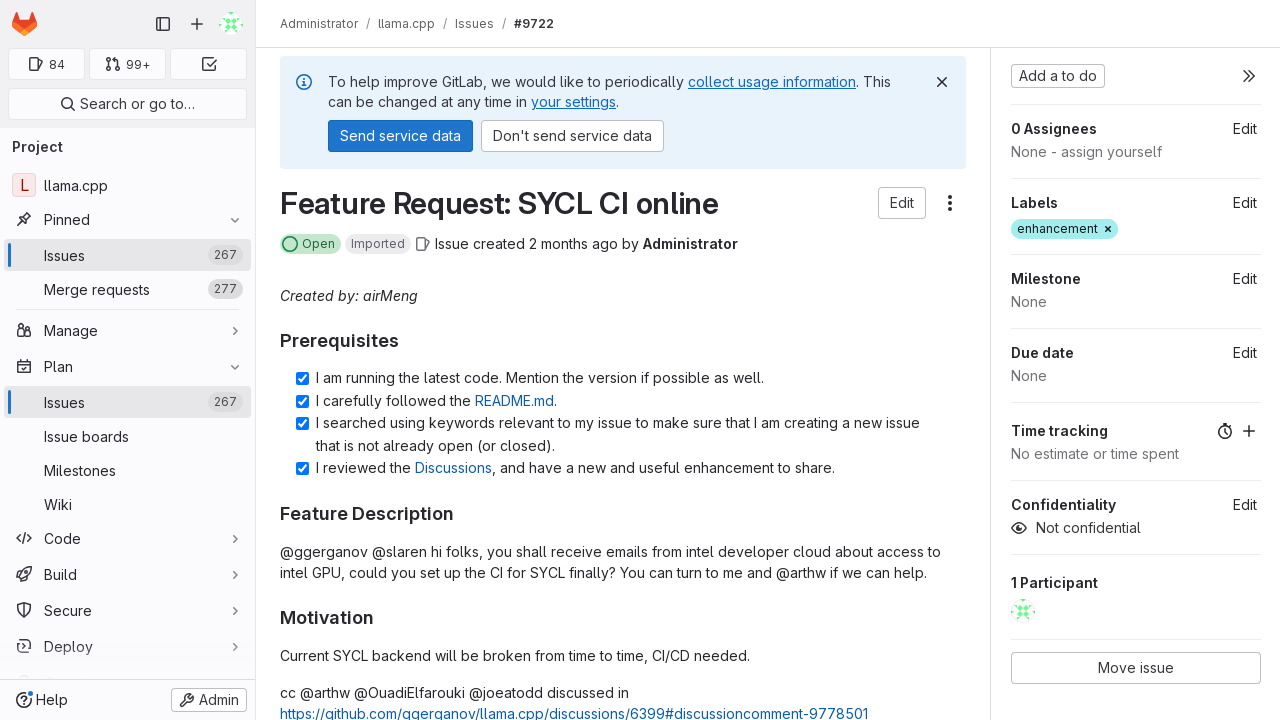 Administrator / llama.cpp / Issues / #9722
84
99+
Search or go to…
Project
L llama.cpp
Pinned
Issues 267
Merge requests 277
Manage
Plan
Issues 267
Issue boards
Milestones
Wiki
Code
Build
Secure
Deploy
Help
Admin
To help improve GitLab, we would like to periodically collect usage information. This
can be changed at any time in your settings.
Send service data
Don't send service data
Feature Request: SYCL CI online
Edit
Open Imported Issue created 2 months ago by Administrator
Created by: airMeng
Prerequisites
I am running the latest code. Mention the version if possible as well.
I carefully followed the README.md.
I searched using keywords relevant to my issue to make sure that I am creating a new issue
that is not already open (or closed).
I reviewed the Discussions, and have a new and useful enhancement to share.
Feature Description
@ggerganov @slaren hi folks, you shall receive emails from intel developer cloud about access to
intel GPU, could you set up the CI for SYCL finally? You can turn to me and @arthw if we can help.
Motivation
Current SYCL backend will be broken from time to time, CI/CD needed.
cc @arthw @OuadiElfarouki @joeatodd discussed in
https://github.com/ggerganov/llama.cpp/discussions/6399#discussioncomment-9778501
Add a to do
0 Assignees Edit
None - assign yourself
Labels Edit
enhancement ×
Milestone Edit
None
Due date Edit
None
Time tracking
No estimate or time spent
Confidentiality Edit
Not confidential
1 Participant
Move issue